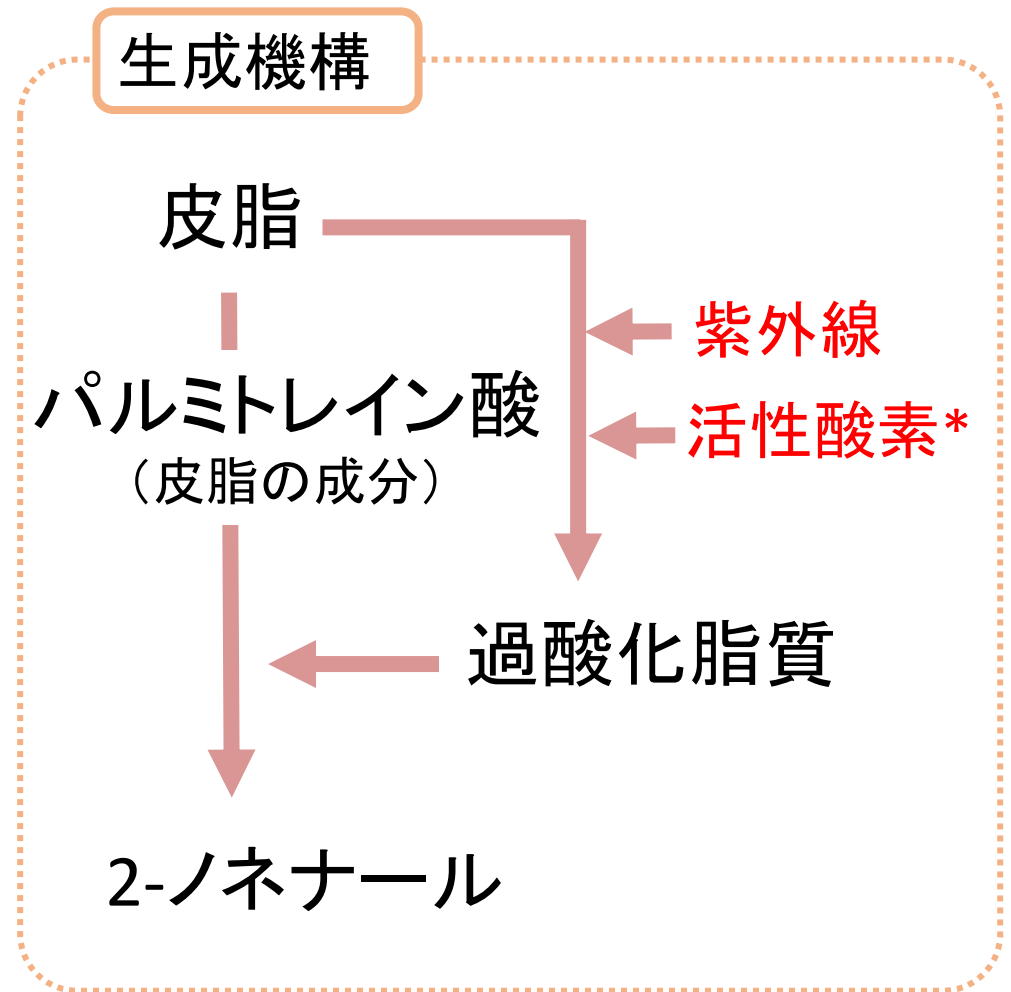 生成機構
皮脂
紫外線
パルミトレイン酸
活性酸素*
（皮脂の成分）
過酸化脂質
2-ノネナール